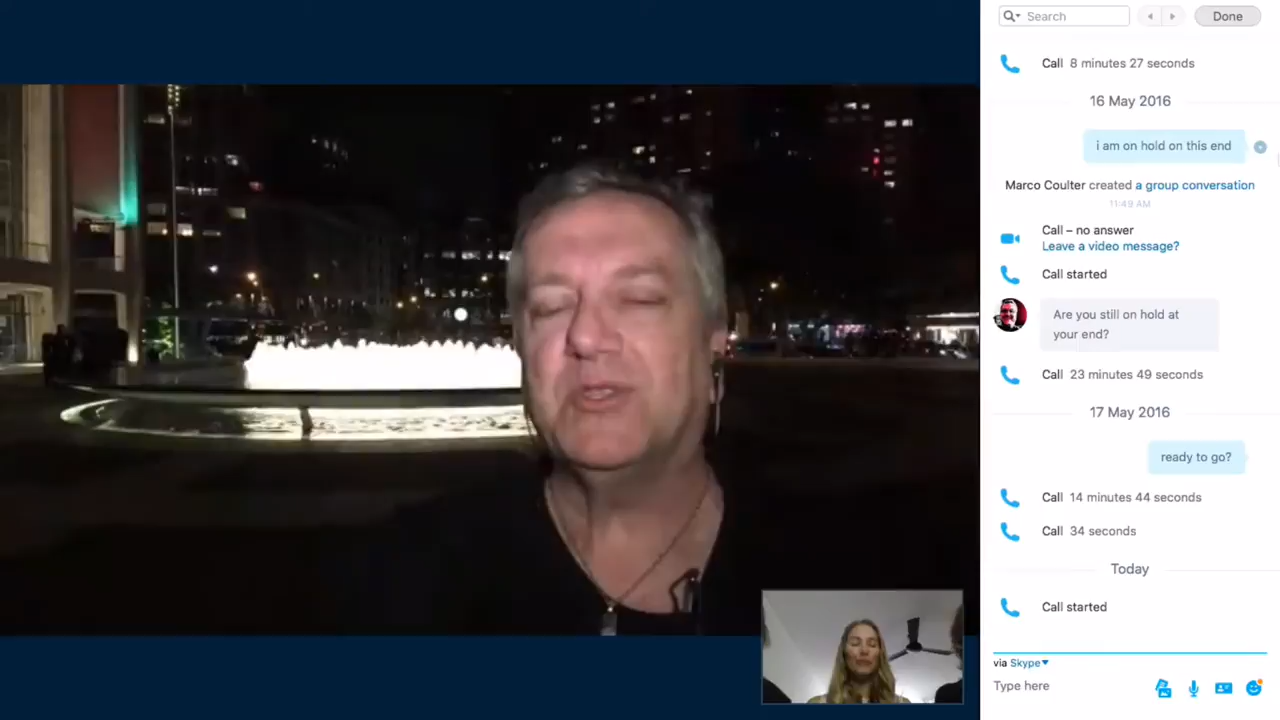 Search
Done
Call 8 minutes 27 seconds
16 May 2016
i am on hold on this end
Marco Coulter created a group conversation
11:49 AM
Call – no answer
Leave a video message?
Call started
Are you still on hold at
your end?
Call 23 minutes 49 seconds
17 May 2016
ready to go?
Call 14 minutes 44 seconds
Call 34 seconds
Today
Call started
via Skype
Type here